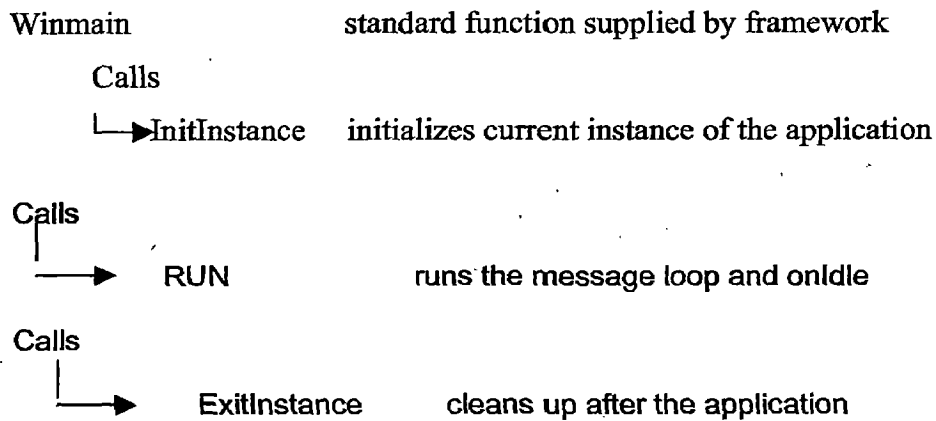 Winmain standard function supplied by framework
Calls
InitInstance initializes current instance of the application
Calls
RUN runs the message loop and onIdle
Calls
ExitInstance cleans up after the application